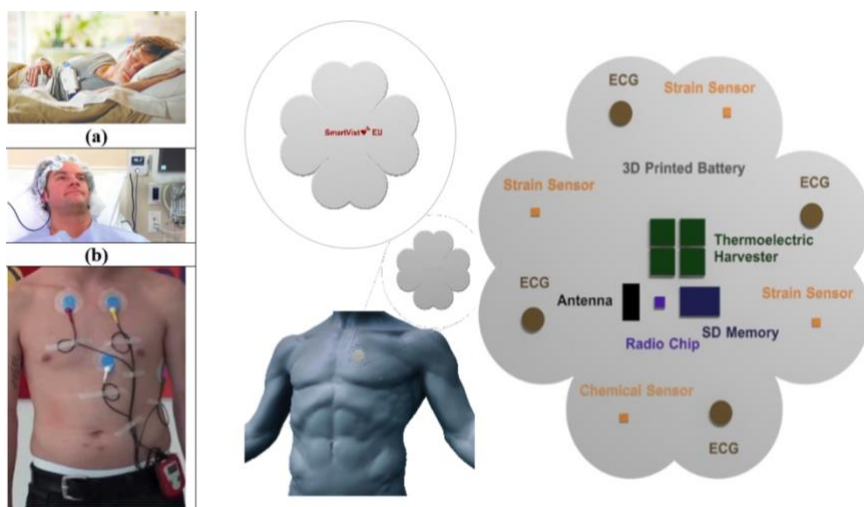 (a)
(b)
SmartVist EU
ECG
Strain Sensor
3D Printed Battery
Strain Sensor
ECG
Thermoelectric
Harvester
ECG
Strain Sensor
Antenna
SD Memory
Radio Chip
Chemical Sensor
ECG